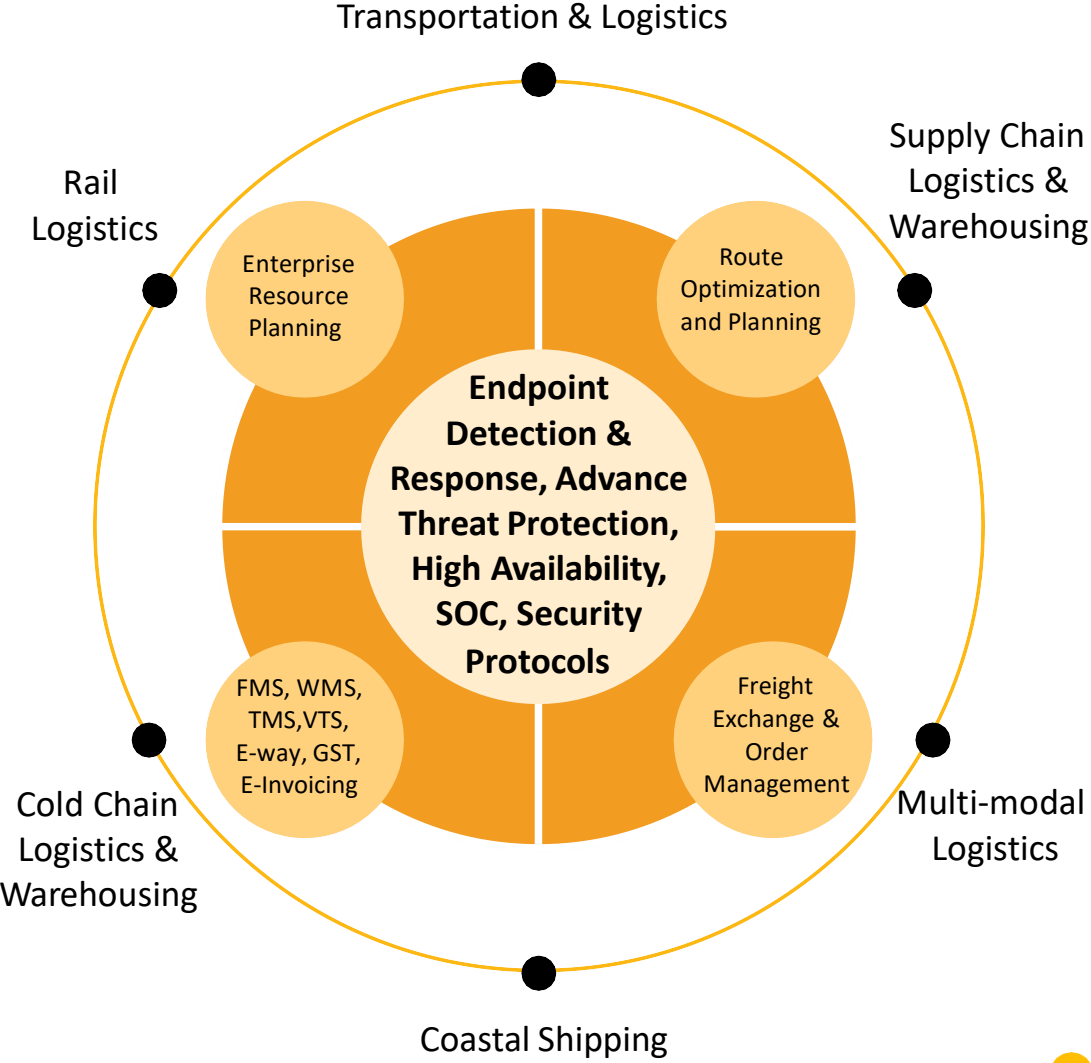 Transportation & Logistics
Supply Chain
Logistics &
Warehousing
Rail
Logistics
Enterprise
Resource
Planning
Route
Optimization
and Planning
Endpoint
Detection &
Response, Advance
Threat Protection,
High Availability,
SOC, Security
Protocols
FMS, WMS,
TMS,VTS,
E-way, GST,
E-Invoicing
Freight
Exchange &
Order
Management
Cold Chain
Logistics &
Warehousing
Multi-modal
Logistics
Coastal Shipping